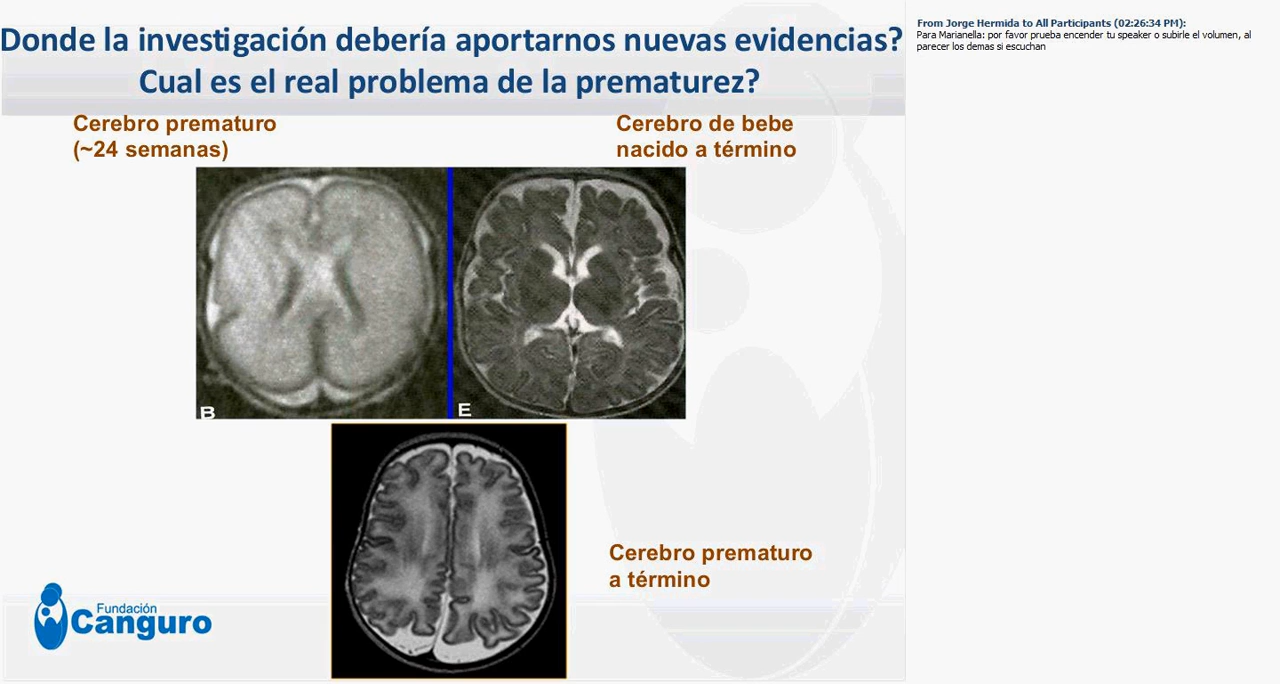 Donde la investigación debería aportarnos nuevas evidencias?
Cual es el real problema de la prematurez?
Cerebro prematuro
(~24 semanas)
Cerebro de bebe
nacido a término
B
E
Cerebro prematuro
a término
Fundación
Canguro
From Jorge Hermida to All Participants (02:26:34 PM):
Para Marianella: por favor prueba encender tu speaker o subirle el volumen, al
parecer los demas si escuchan